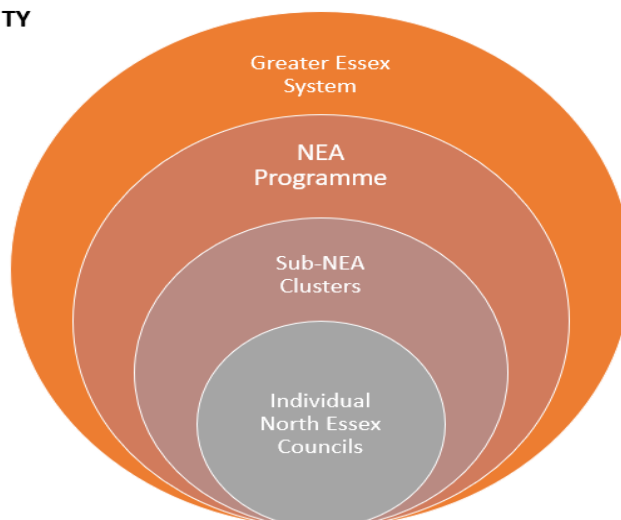 TY
Greater Essex
System
NEA
Programme
Sub-NEA
Clusters
Individual
North Essex
Councils